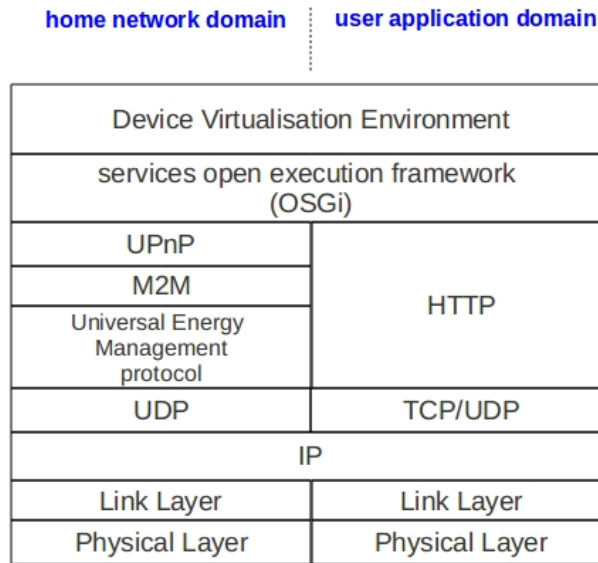 home network domain
user application domain
Device Virtualisation Environment
services open execution framework
(OSGi)
UPnP
M2M
Universal Energy
Management
protocol
HTTP
UDP
TCP/UDP
IP
Link Layer
Link Layer
Physical Layer
Physical Layer